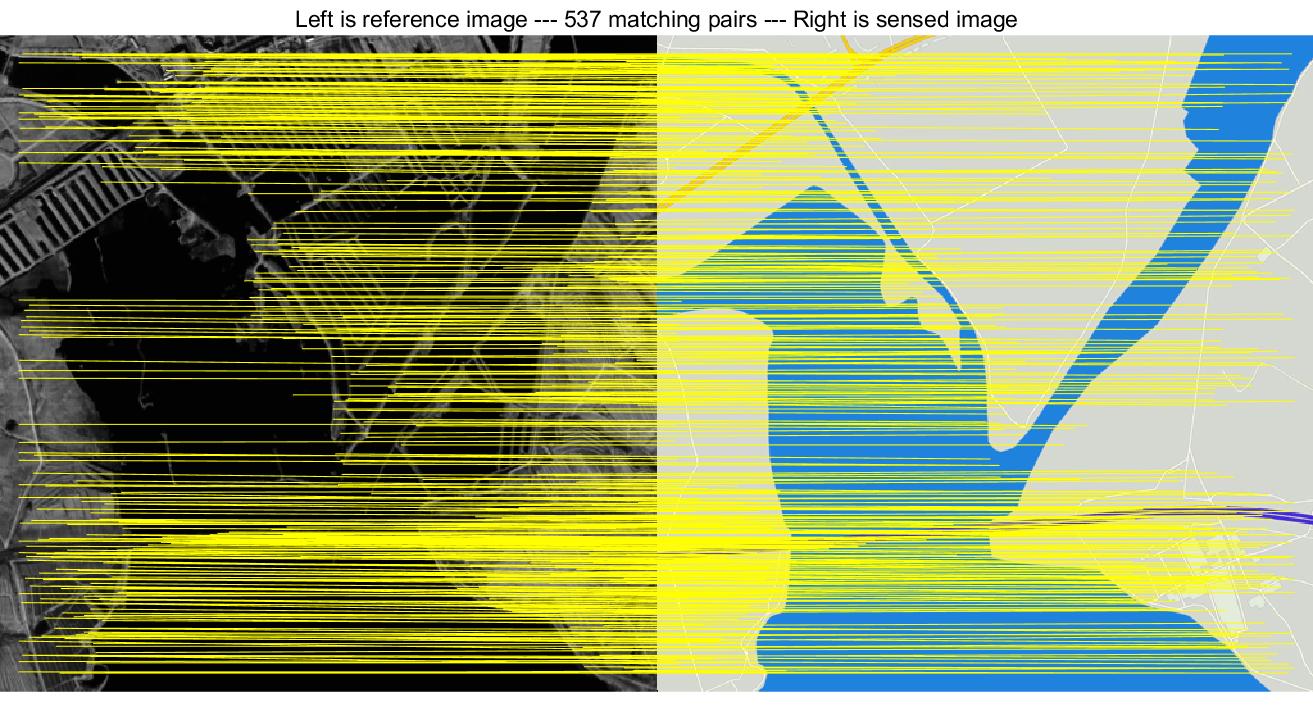 Left is reference image --- 537 matching pairs --- Right is sensed image